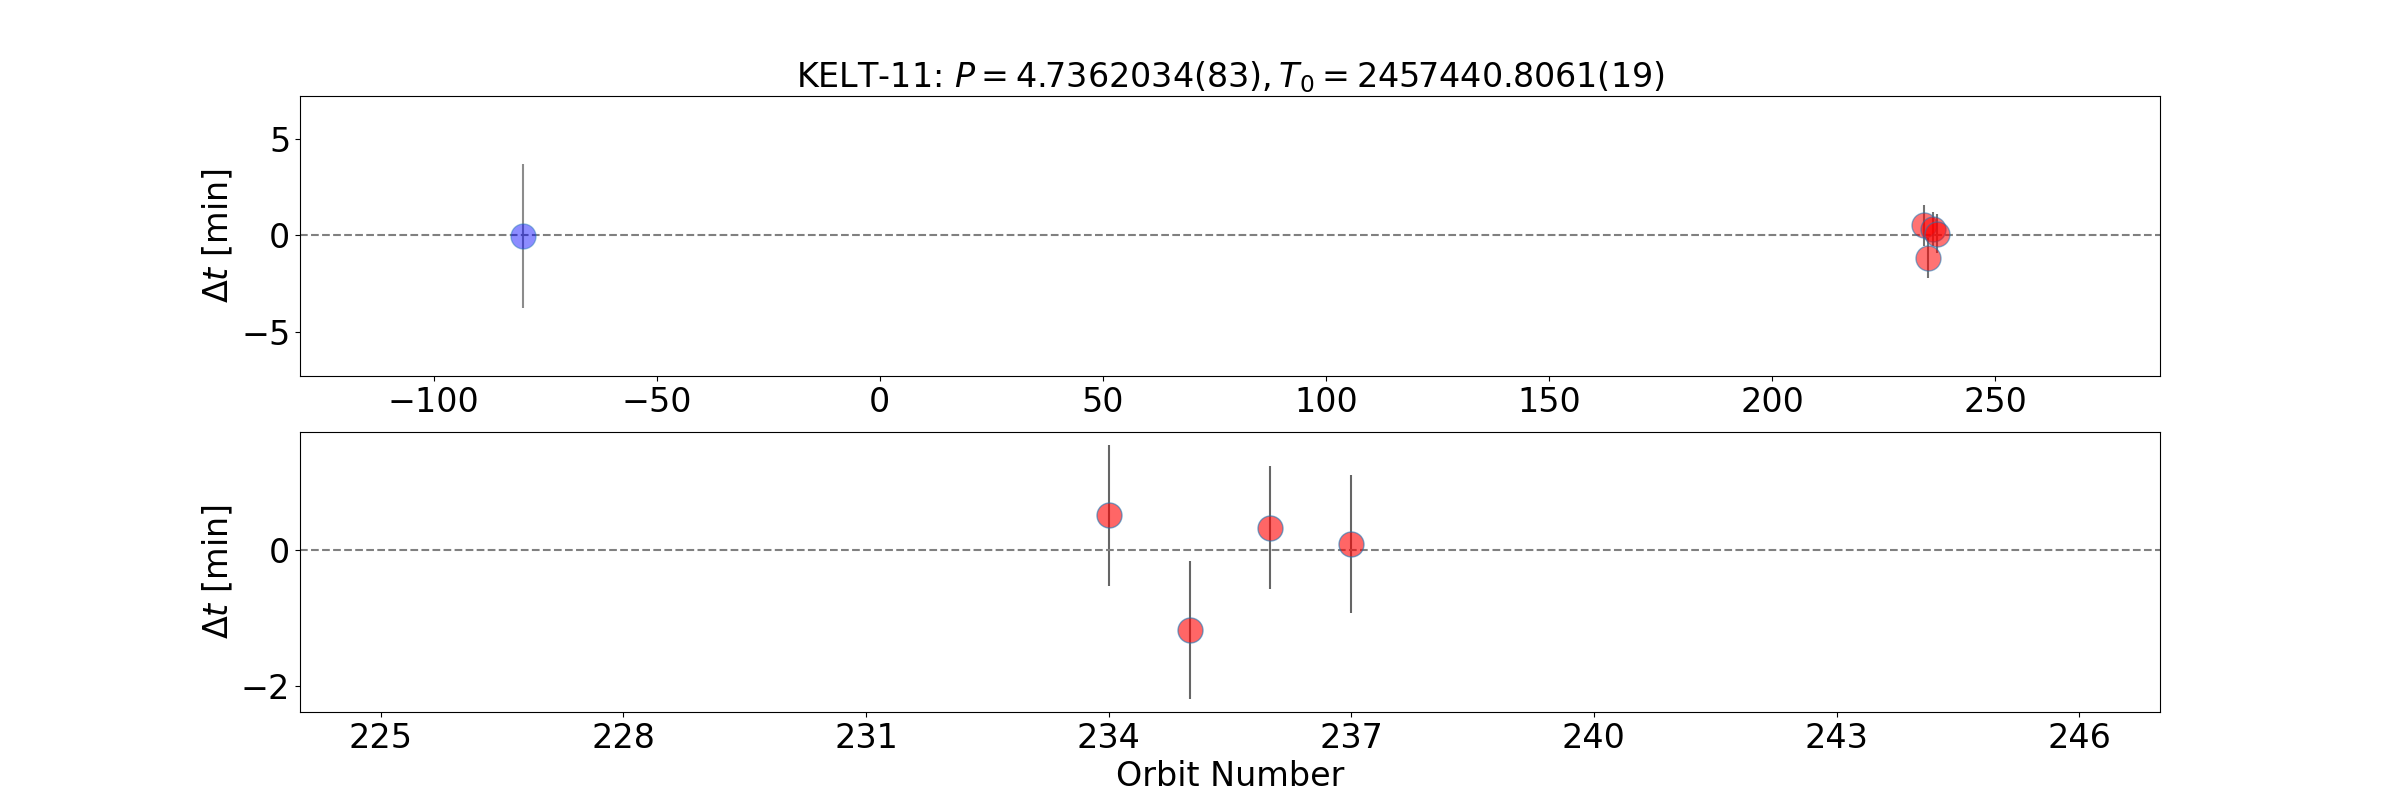 KELT-11: P = 4.7362034(83), T₀ = 2457440.8061(19)
Δt [min]
5
0
−5
−100 −50 0 50 100 150 200 250
Δt [min]
0
−2
225 228 231 234 237 240 243 246
Orbit Number